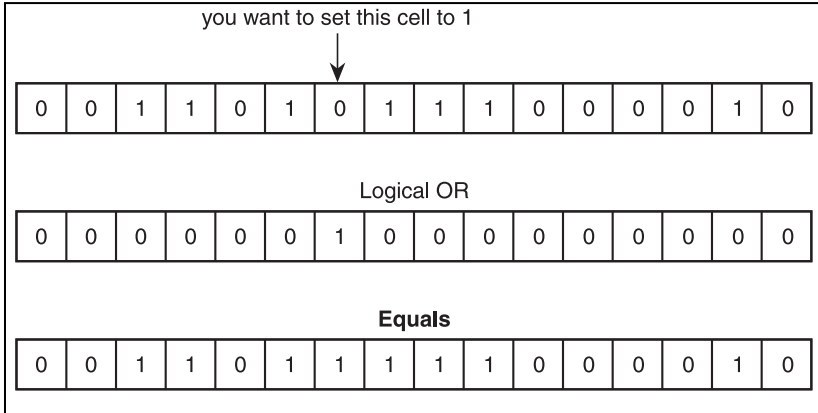 you want to set this cell to 1
0 0 1 1 0 1 0 1 1 1 0 0 0 0 1 0
Logical OR
0 0 0 0 0 0 1 0 0 0 0 0 0 0 0 0
Equals
0 0 1 1 0 1 1 1 1 1 0 0 0 0 1 0